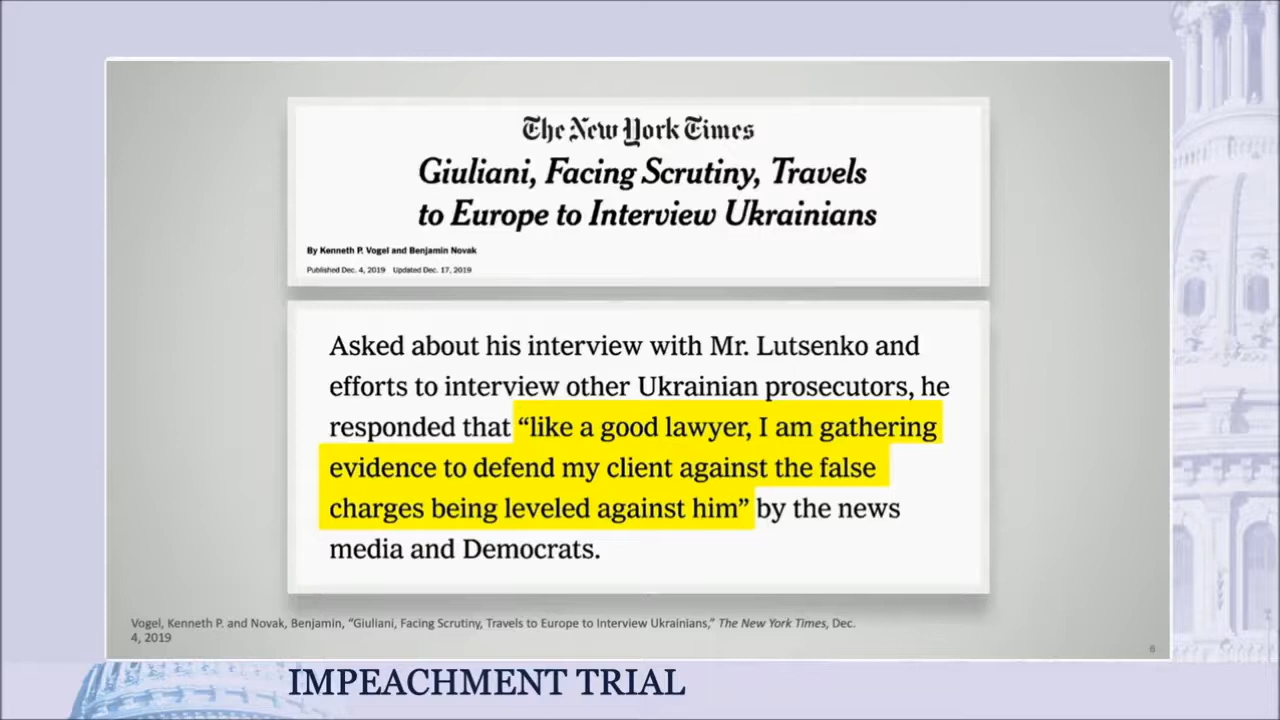 The New York Times
Giuliani, Facing Scrutiny, Travels
to Europe to Interview Ukrainians
By Kenneth P. Vogel and Benjamin Novak
Published Dec. 4, 2019 Updated Dec. 17, 2019
Asked about his interview with Mr. Lutsenko and
efforts to interview other Ukrainian prosecutors, he
responded that “like a good lawyer, I am gathering
evidence to defend my client against the false
charges being leveled against him” by the news
media and Democrats.
Vogel, Kenneth P. and Novak, Benjamin, “Giuliani, Facing Scrutiny, Travels to Europe to Interview Ukrainians,” The New York Times, Dec.
4, 2019
6
IMPEACHMENT TRIAL